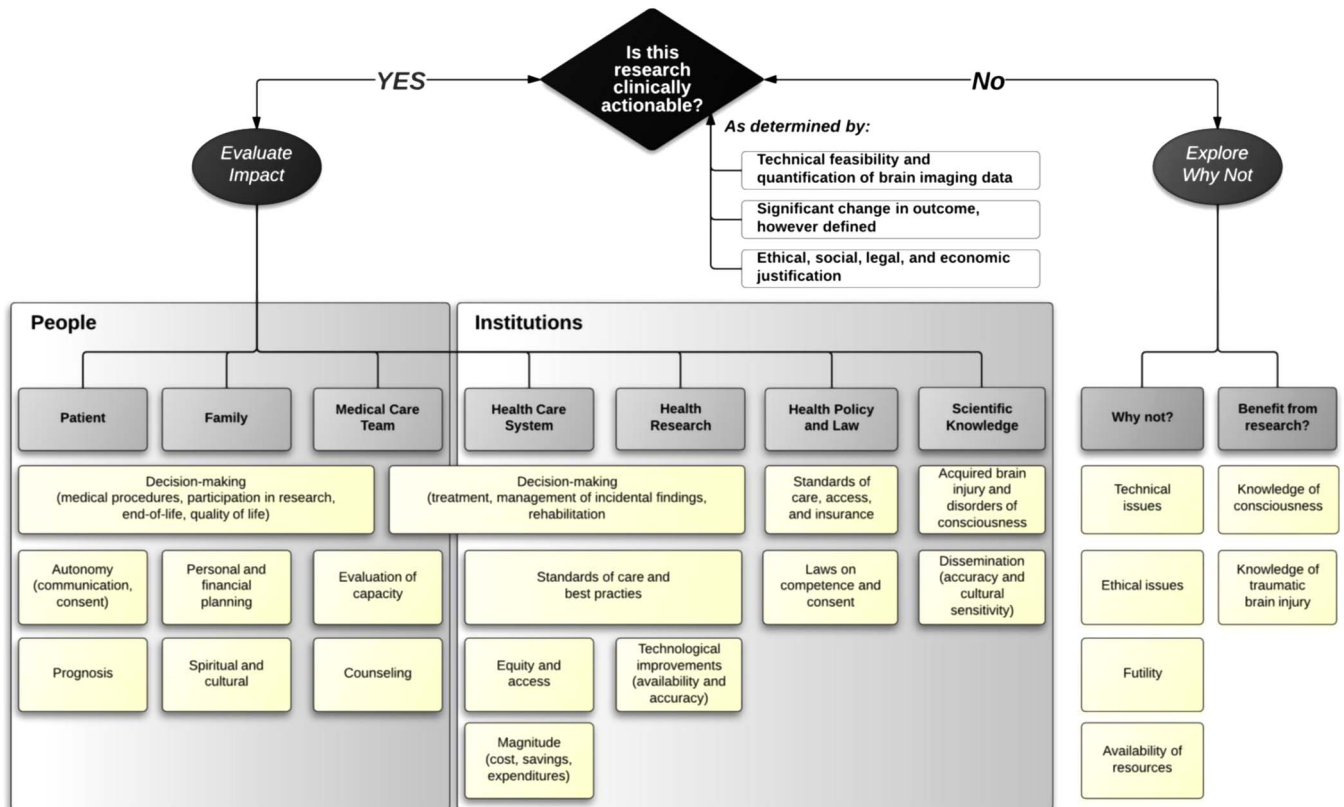 Is this
research
clinically
actionable?
YES
No
Evaluate
Impact
Explore
Why Not
As determined by:
Technical feasibility and
quantification of brain imaging data
Significant change in outcome,
however defined
Ethical, social, legal, and economic
justification
People
Institutions
Patient
Family
Medical Care
Team
Health Care
System
Health
Research
Health Policy
and Law
Scientific
Knowledge
Why not?
Benefit from
research?
Decision-making
(medical procedures, participation in research,
end-of-life, quality of life)
Decision-making
(treatment, management of incidental findings,
rehabilitation
Standards of
care, access,
and insurance
Acquired brain
injury and
disorders of
consciousness
Technical
issues
Knowledge of
consciousness
Autonomy
(communication,
consent)
Personal and
financial
planning
Evaluation of
capacity
Standards of care and
best practies
Laws on
competence and
consent
Dissemination
(accuracy and
cultural
sensitivity)
Ethical issues
Knowledge of
traumatic
brain injury
Prognosis
Spiritual and
cultural
Counseling
Equity and
access
Technological
improvements
(availability and
accuracy)
Futility
Magnitude
(cost, savings,
expenditures)
Availability of
resources